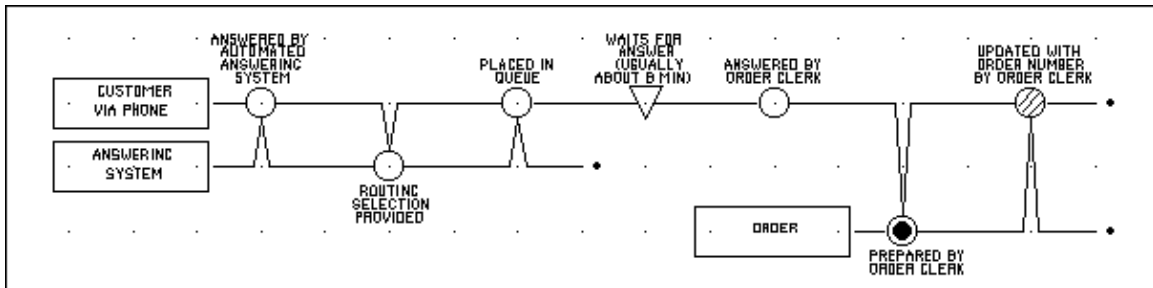 ANSWERED BY
AUTOMATED
ANSWERING
SYSTEM
PLACED IN
QUEUE
WAITS FOR
ANSWER
(USUALLY
ABOUT 8 MIN)
ANSWERED BY
ORDER CLERK
UPDATED WITH
ORDER NUMBER
BY ORDER CLERK
CUSTOMER
VIA PHONE
ANSWERING
SYSTEM
ROUTING
SELECTION
PROVIDED
ORDER
PREPARED BY
ORDER CLERK